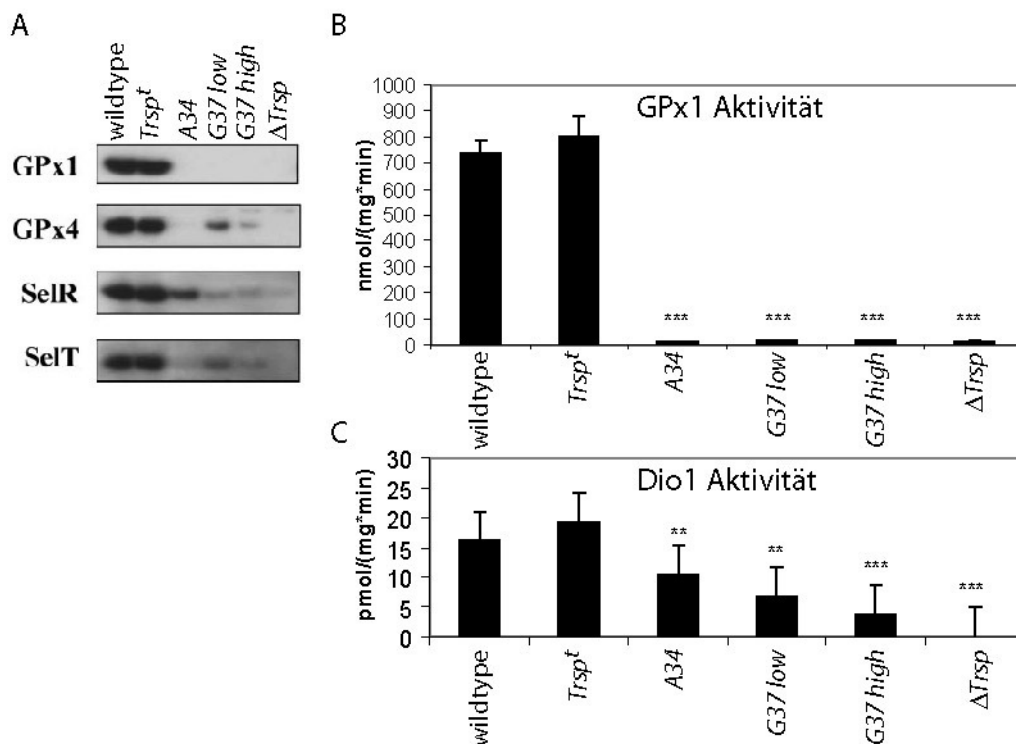 A
wildtype
Trspᵗ
A34
G37 low
G37 high
ΔTrsp
GPx1
GPx4
SelR
SelT
B
GPx1 Aktivität
nmol/(mg*min)
1000
900
800
700
600
500
400
300
200
100
0
*** *** *** ***
wildtype
Trspᵗ
A34
G37 low
G37 high
ΔTrsp
C
Dio1 Aktivität
pmol/(mg*min)
30
25
20
15
10
5
0
** ** *** ***
wildtype
Trspᵗ
A34
G37 low
G37 high
ΔTrsp